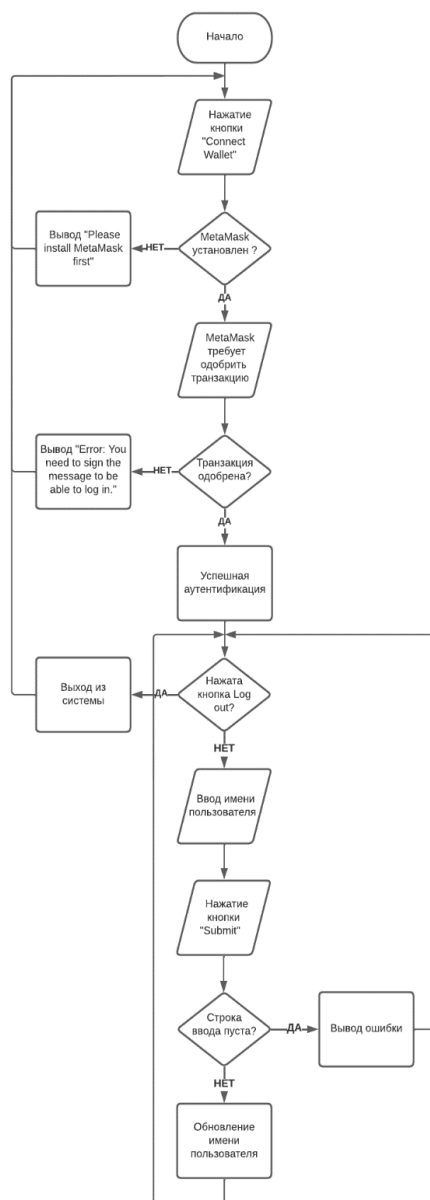 Начало
Нажатие
кнопки
"Connect
Wallet"
MetaMask
установлен ?
НЕТ
Вывод "Please
install MetaMask
first"
ДА
MetaMask
требует
одобрить
транзакцию
Транзакция
одобрена?
НЕТ
Вывод "Error: You
need to sign the
message to be
able to log in."
ДА
Успешная
аутентификация
Нажата
кнопка Log
out?
ДА
Выход из
системы
НЕТ
Ввод имени
пользователя
Нажатие
кнопки
"Submit"
Строка
ввода пуста?
ДА
Вывод ошибки
НЕТ
Обновление
имени
пользователя